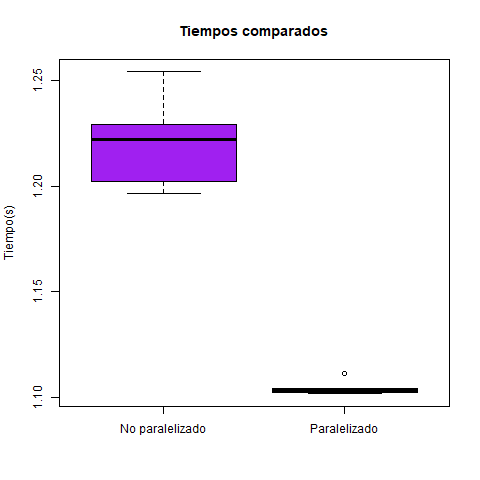 Tiempos comparados
Tiempo(s)
1.25
1.20
1.15
1.10
No paralelizado
Paralelizado